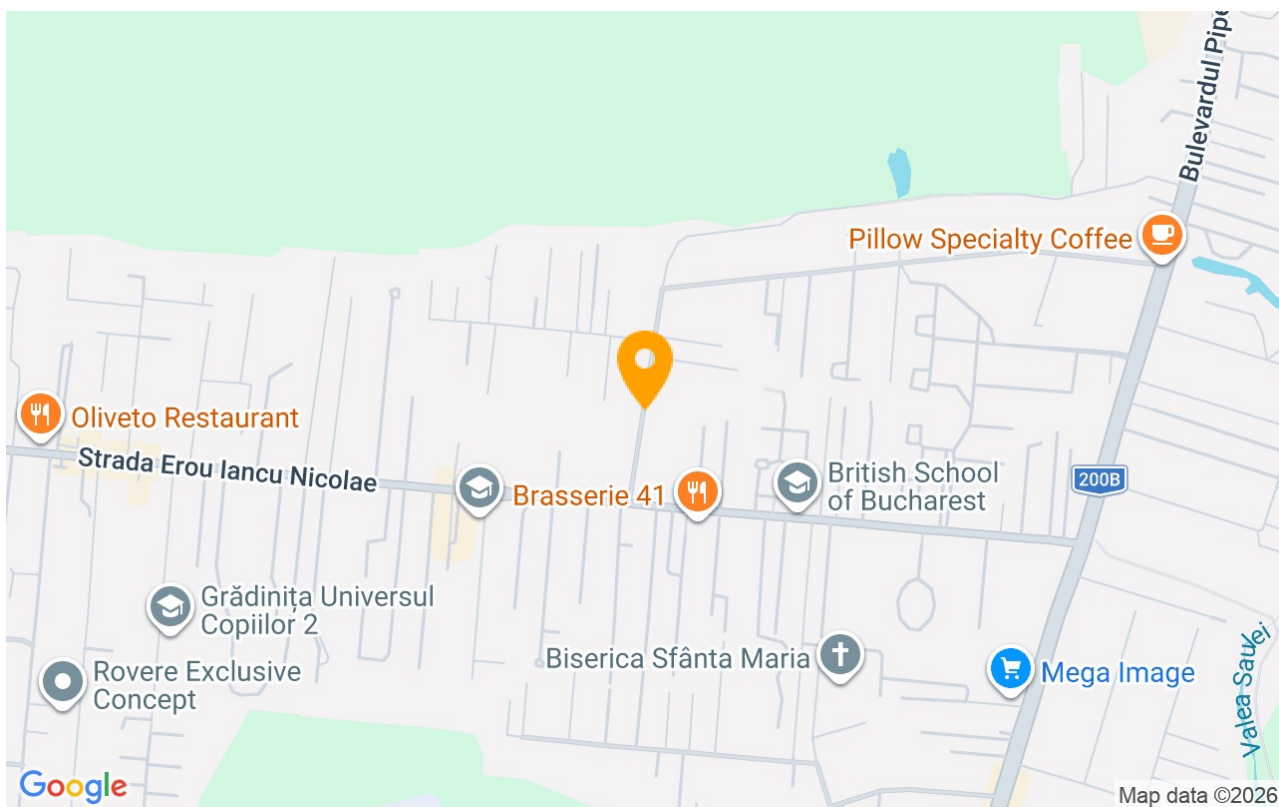 Bulevardul Pipe
Pillow Specialty Coffee
Oliveto Restaurant
Strada Erou Iancu Nicolae
Brasserie 41
British School
of Bucharest
200B
Grădinița Universul
Copiilor 2
Biserica Sfânta Maria
Rovere Exclusive
Concept
Mega Image
Valea Saulei
Google
Map data ©2026